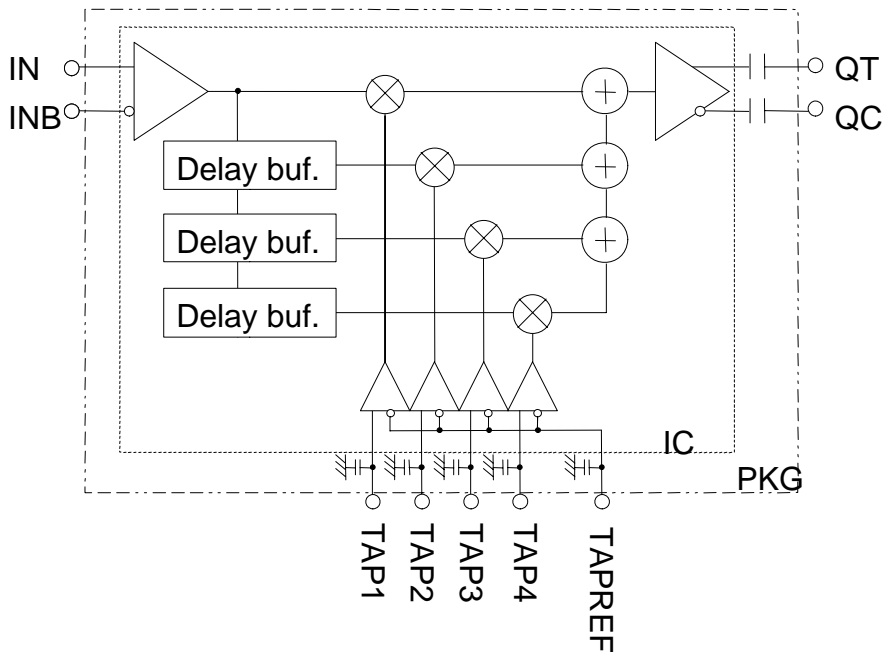 IN
QT
INB
QC
Delay buf.
Delay buf.
Delay buf.
IC
PKG
TAP1
TAP2
TAP3
TAP4
TAPREF